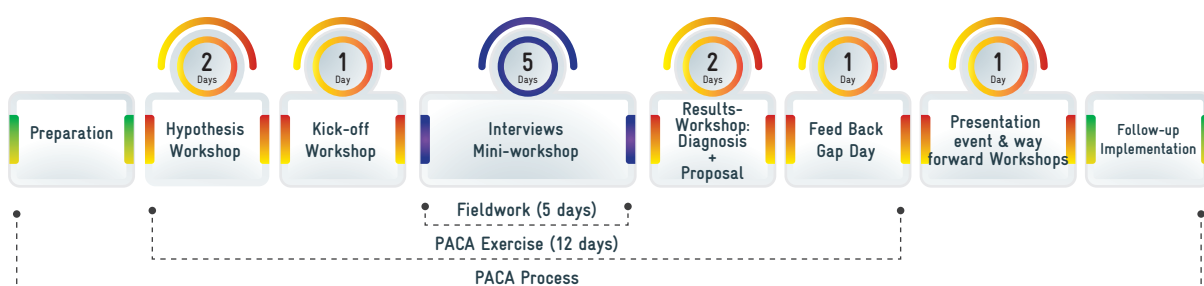 2
Days
1
Day
5
Days
2
Days
1
Day
1
Day
Preparation
Hypothesis
Workshop
Kick-off
Workshop
Interviews
Mini-workshop
Results-
Workshop:
Diagnosis
+
Proposal
Feed Back
Gap Day
Presentation
event & way
forward Workshops
Follow-up
Implementation
Fieldwork (5 days)
PACA Exercise (12 days)
PACA Process